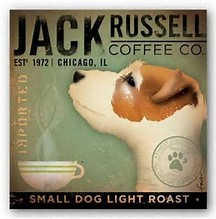 JACK
RUSSELL
COFFEE CO.
EST 1972 | CHICAGO, IL
IMPORTED
SMALL DOG LIGHT ROAST